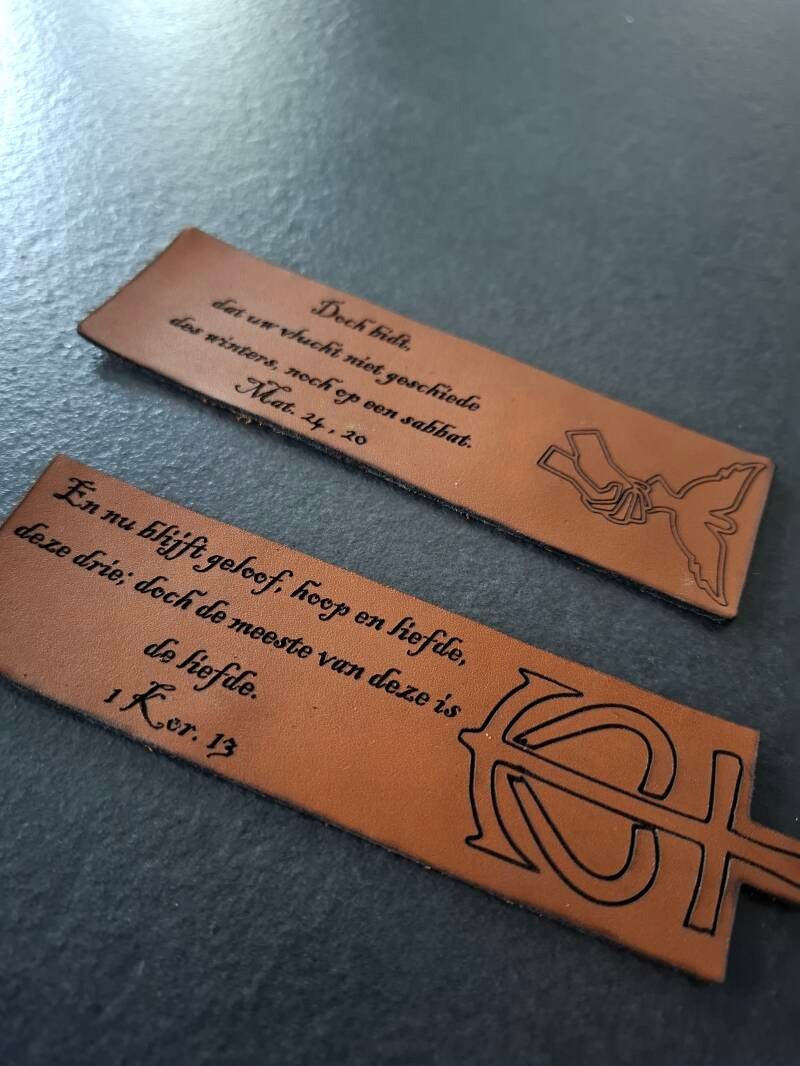 Doch bidt,
dat uw vlucht niet geschiede
des winters, noch op een sabbat.
Mat. 24, 20
En nu blijft geloof, hoop en liefde,
deze drie; doch de meeste van deze is
de liefde.
1 Kor. 13